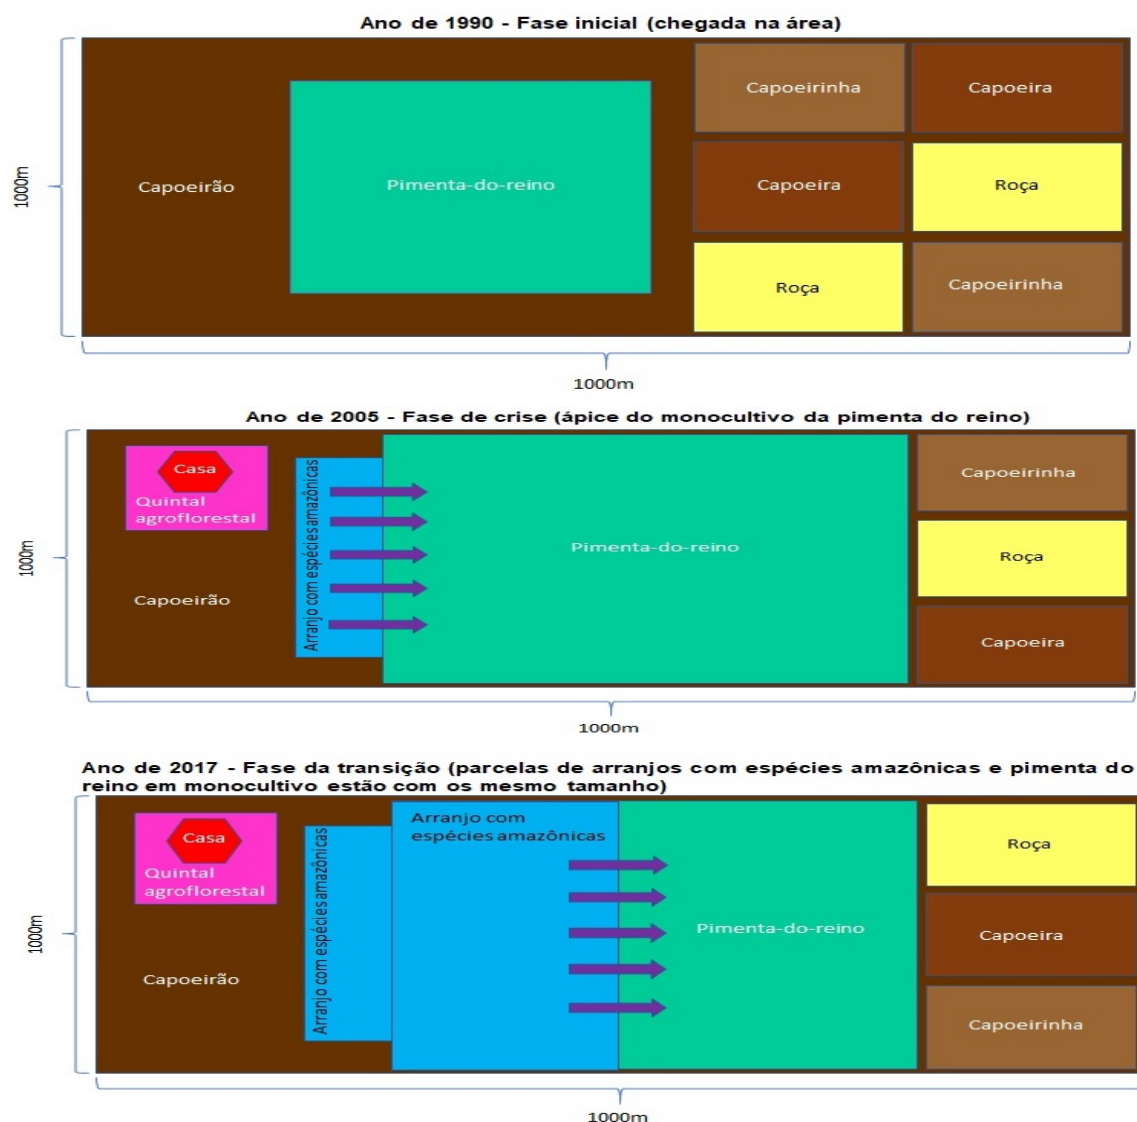 Ano de 1990 - Fase inicial (chegada na área)
Capoeirinha
Capoeira
Capoeirão
Pimenta-do-reino
Capoeira
Roça
Roça
Capoeirinha
1000m
1000m
Ano de 2005 - Fase de crise (ápice do monocultivo da pimenta do reino)
Casa
Quintal
agroflorestal
Arranjo com espécies amazônicas
Capoeirão
Pimenta-do-reino
Capoeirinha
Roça
Capoeira
1000m
1000m
Ano de 2017 - Fase da transição (parcelas de arranjos com espécies amazônicas e pimenta do
reino em monocultivo estão com os mesmo tamanho)
Casa
Quintal
agroflorestal
Arranjo com espécies amazônicas
Arranjo com
espécies amazônicas
Capoeirão
Pimenta-do-reino
Roça
Capoeira
Capoeirinha
1000m
1000m